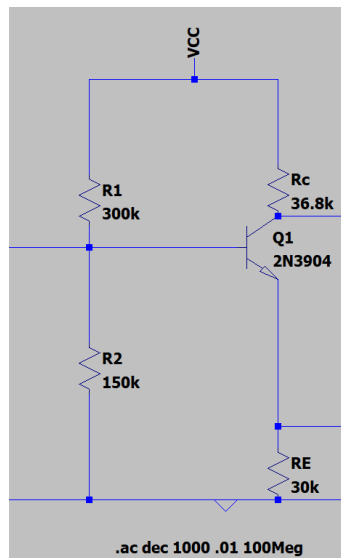 VCC
R1
300k
Rc
36.8k
Q1
2N3904
R2
150k
RE
30k
.ac dec 1000 .01 100Meg